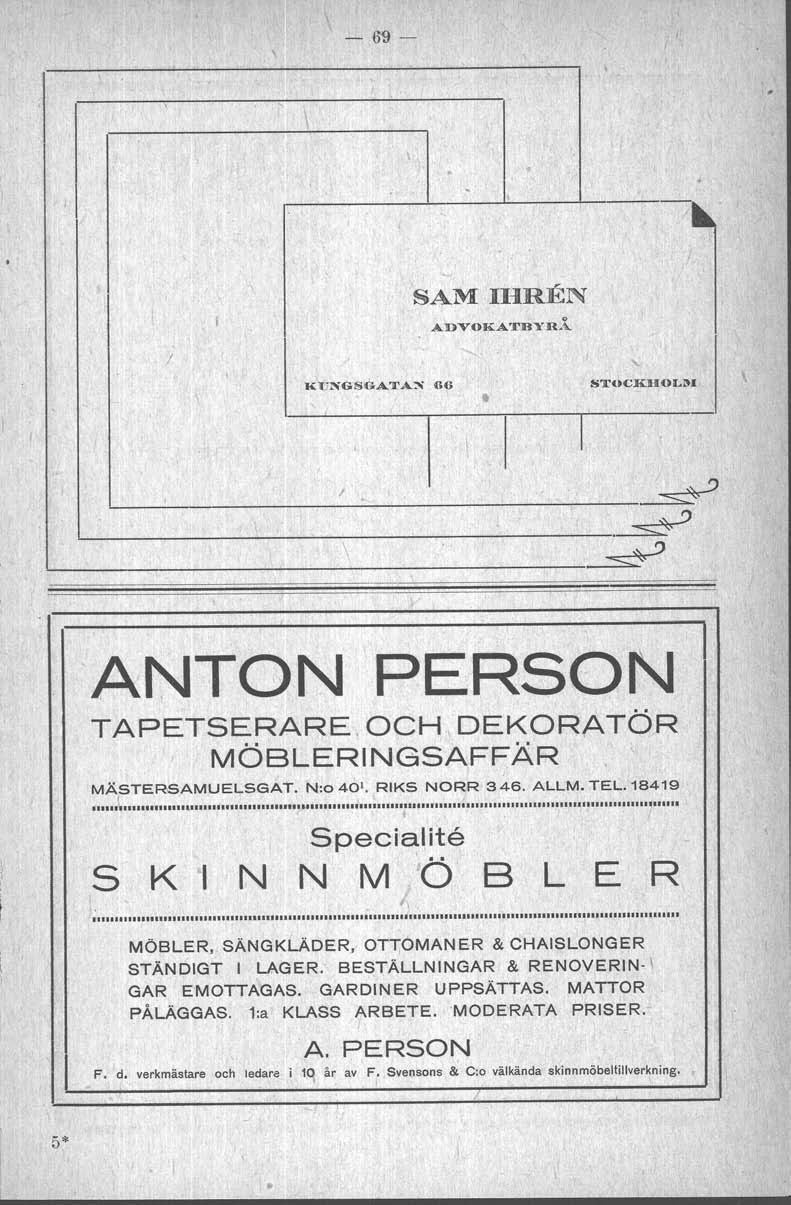 — 69 —
SAM IHRÉN
ADVOKATBYRÅ
KUNGSGATAN 66 STOCKHOLM
ANTON PERSON
TAPETSERARE OCH DEKORATÖR
MÖBLERINGSAFFÄR
MÄSTERSAMUELSGAT. N:o 40¹. RIKS NORR 346. ALLM. TEL. 18419
Specialité
SKINNMÖBLER
MÖBLER, SÄNGKLÄDER, OTTOMANER & CHAISLONGER
STÄNDIGT I LAGER. BESTÄLLNINGAR & RENOVERIN-
GAR EMOTTAGAS. GARDINER UPPSÄTTAS. MATTOR
PÅLÄGGAS. 1:a KLASS ARBETE. MODERATA PRISER.
A. PERSON
F. d. verkmästare och ledare i 10 år av F. Svensons & C:o välkända skinnmöbeltillverkning.
5*